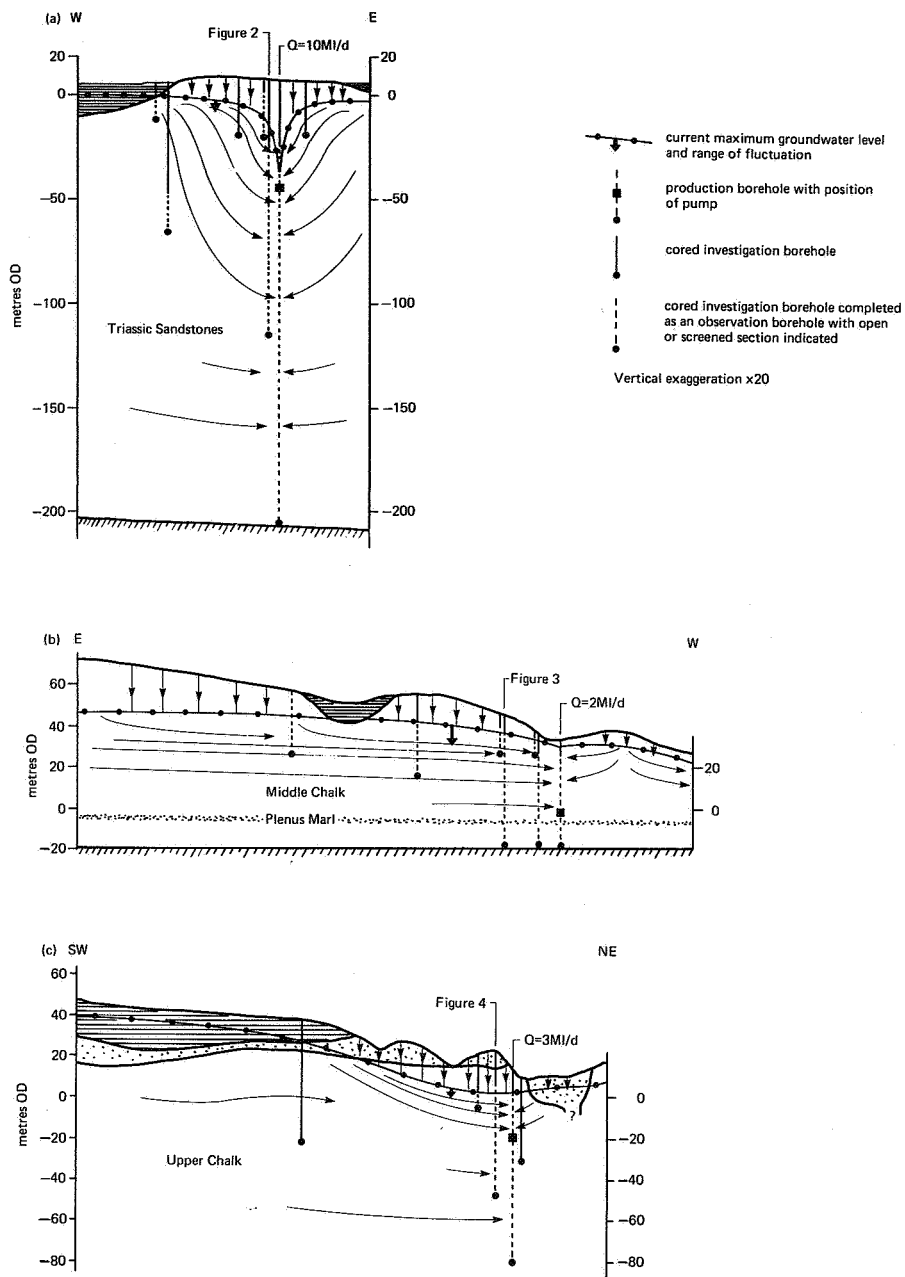 (a) W
E
Figure 2
Q=10Ml/d
20
0
−50
−100
−150
−200
metres OD
20
0
−50
−100
−150
−200
Triassic Sandstones
current maximum groundwater level
and range of fluctuation
production borehole with position
of pump
cored investigation borehole
cored investigation borehole completed
as an observation borehole with open
or screened section indicated
Vertical exaggeration x20
(b) E
W
Figure 3
Q=2Ml/d
60
40
20
0
−20
metres OD
20
0
Middle Chalk
Plenus Marl
(c) SW
NE
Figure 4
Q=3Ml/d
60
40
20
0
−20
−40
−60
−80
metres OD
0
−20
−40
−60
−80
?
Upper Chalk